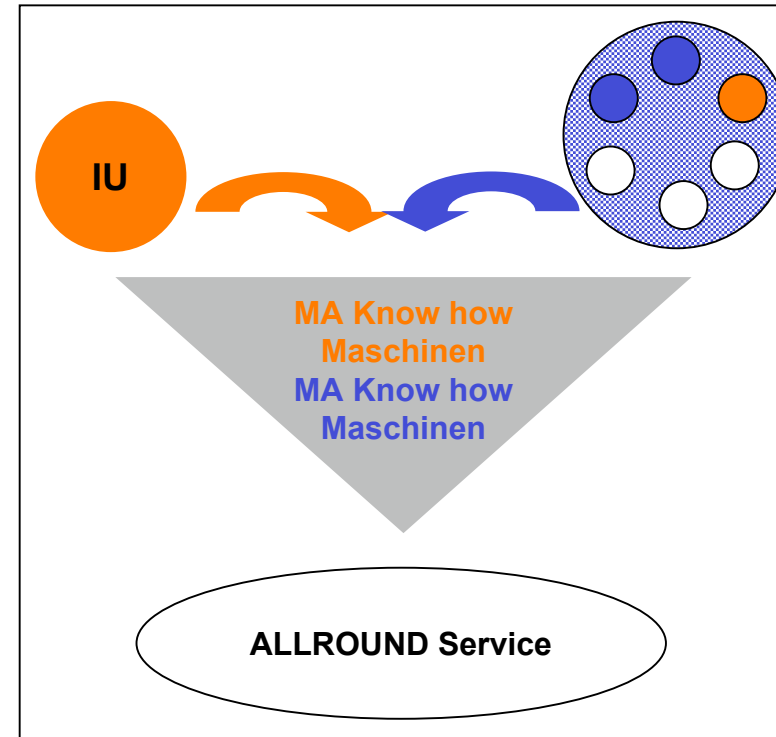 IU
MA Know how
Maschinen
MA Know how
Maschinen
ALLROUND Service